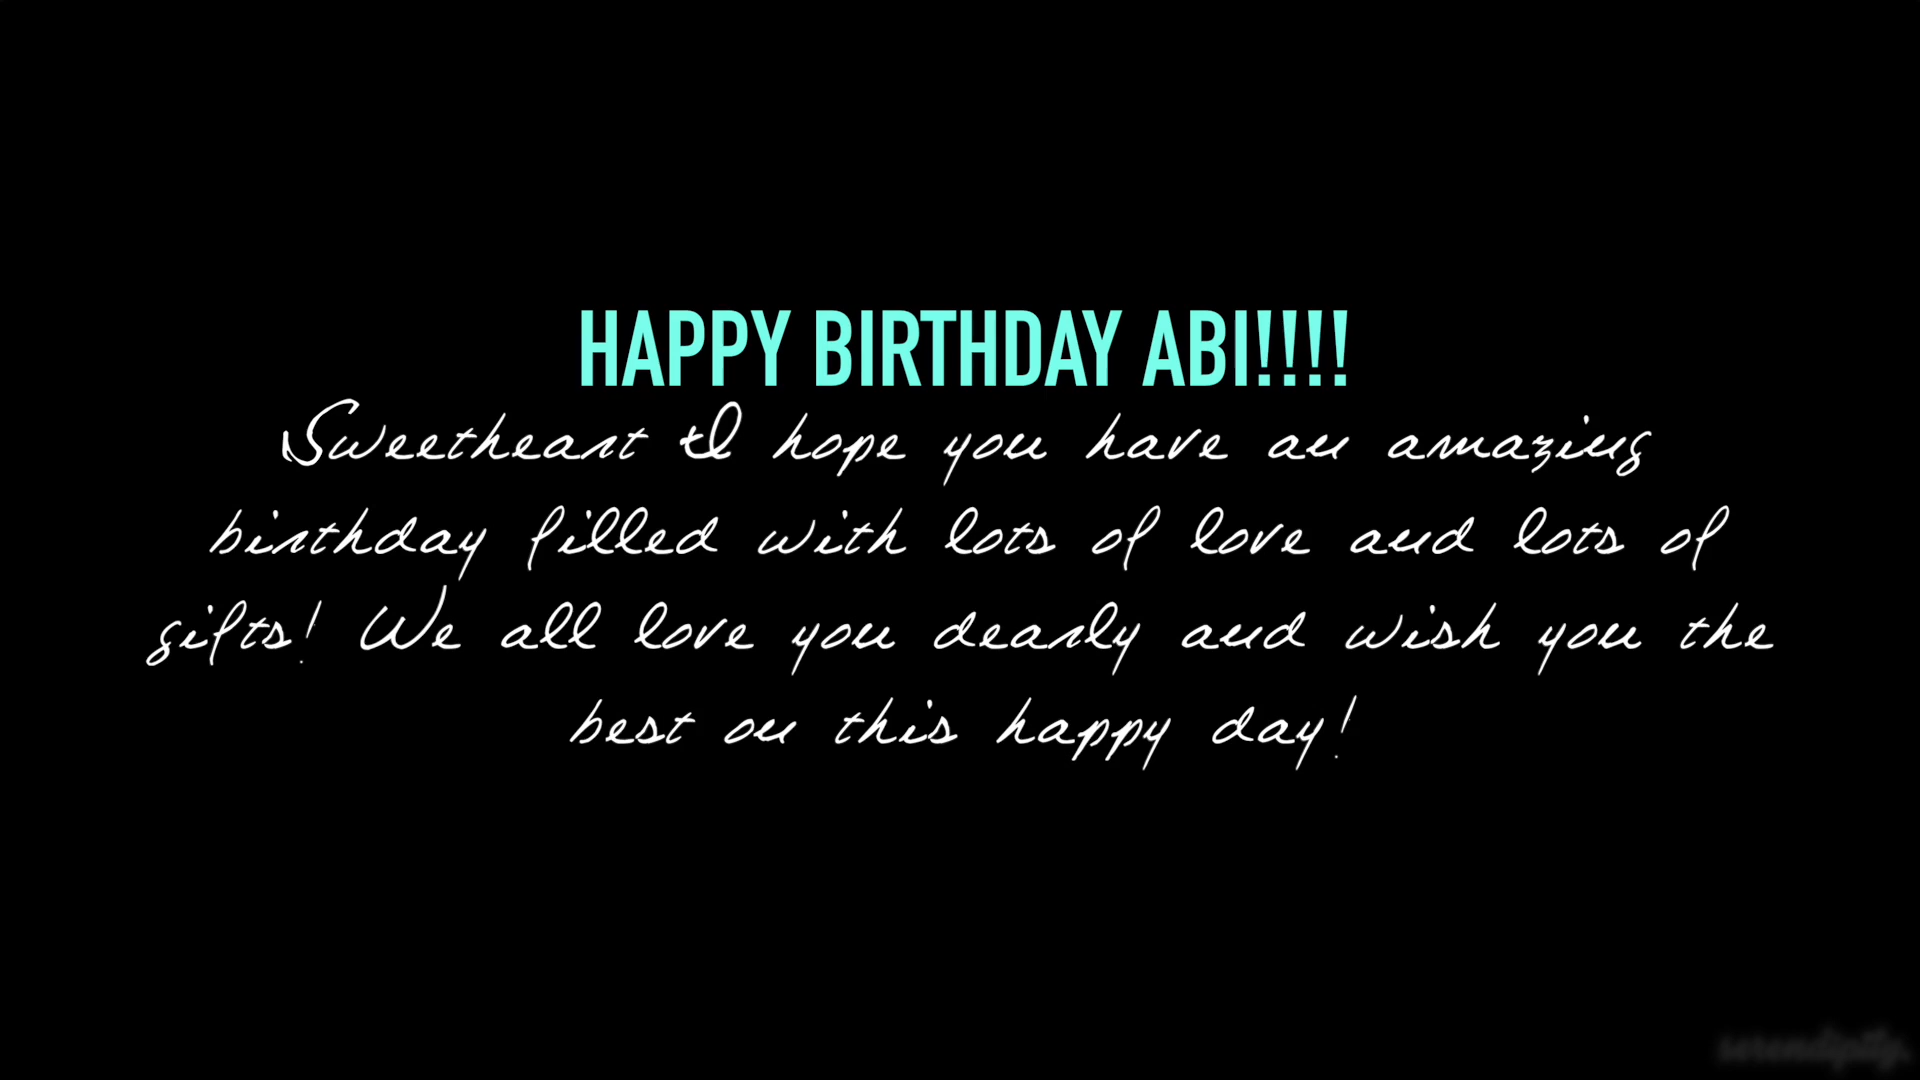 HAPPY BIRTHDAY ABI!!!!
Sweetheart I hope you have an amazing
birthday filled with lots of love and lots of
gifts! We all love you dearly and wish you the
best on this happy day!
serendipity.